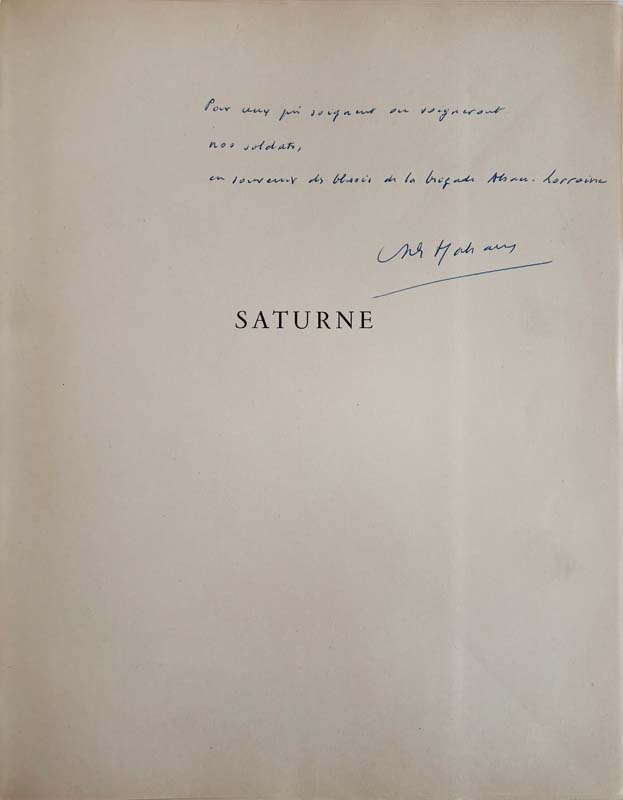 Pour ceux qui soignent ou soigneront
nos soldats,
en souvenir des blessés de la brigade Alsace-Lorraine
André Malraux
SATURNE